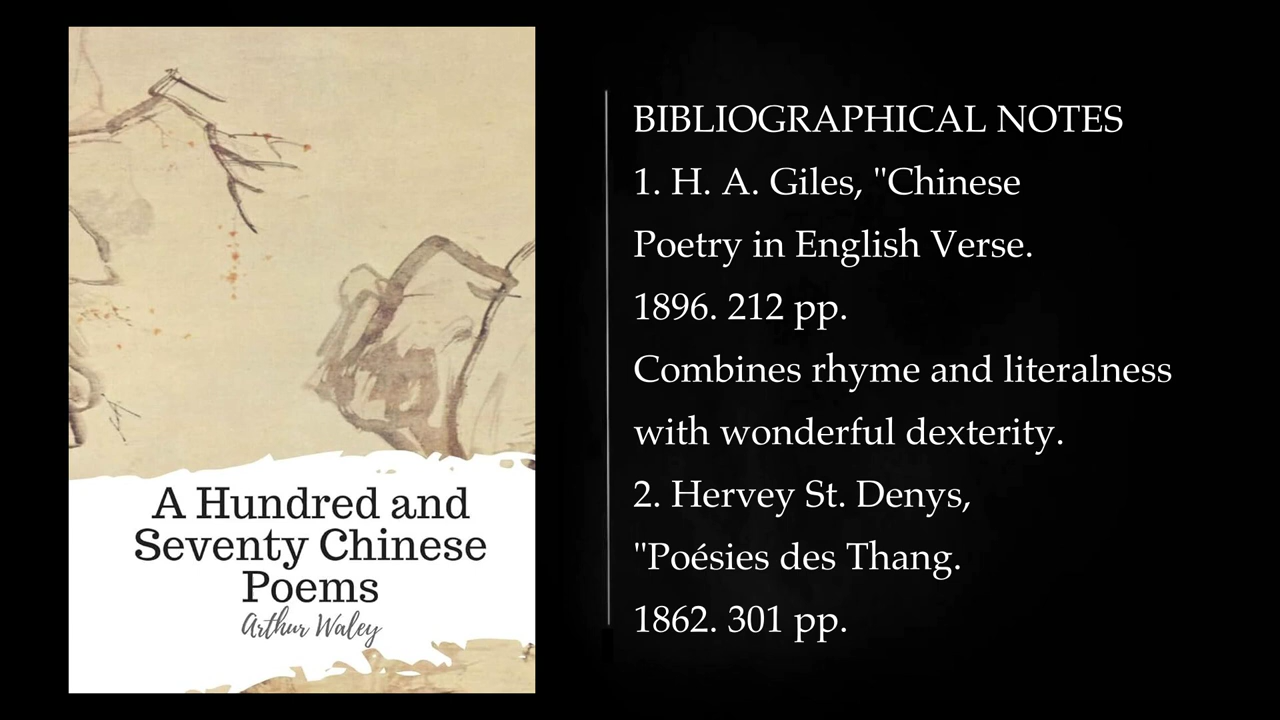 A Hundred and
Seventy Chinese
Poems
Arthur Waley
BIBLIOGRAPHICAL NOTES
1. H. A. Giles, "Chinese
Poetry in English Verse.
1896. 212 pp.
Combines rhyme and literalness
with wonderful dexterity.
2. Hervey St. Denys,
"Poésies des Thang.
1862. 301 pp.